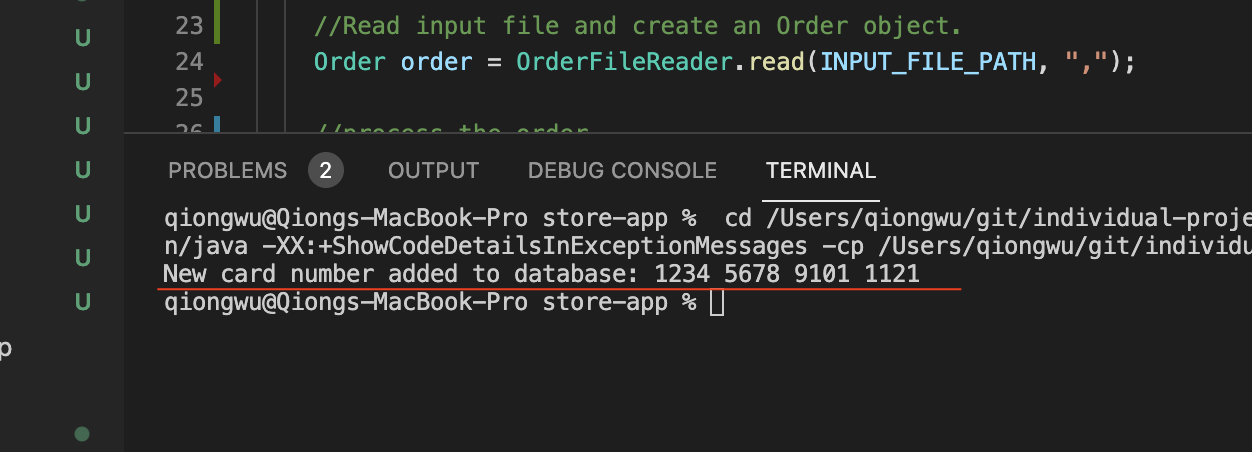 U
U
U
U
U
U
U
p
23 //Read input file and create an Order object.
24 Order order = OrderFileReader.read(INPUT_FILE_PATH, ",");
25
26 //process the order
PROBLEMS 2 OUTPUT DEBUG CONSOLE TERMINAL
qiongwu@Qiongs-MacBook-Pro store-app % cd /Users/qiongwu/git/individual-proje
n/java -XX:+ShowCodeDetailsInExceptionMessages -cp /Users/qiongwu/git/individu
New card number added to database: 1234 5678 9101 1121
qiongwu@Qiongs-MacBook-Pro store-app %